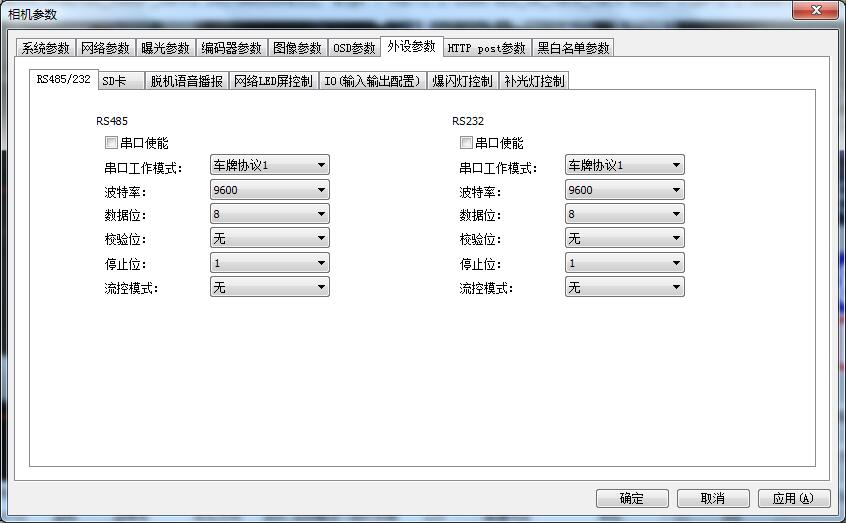 相机参数
系统参数 网络参数 曝光参数 编码器参数 图像参数 OSD参数 外设参数 HTTP post参数 黑白名单参数
RS485/232 SD卡 脱机语音播报 网络LED屏控制 IO(输入输出配置) 爆闪灯控制 补光灯控制
RS485 RS232
串口使能 串口使能
串口工作模式: 车牌协议1 串口工作模式: 车牌协议1
波特率: 9600 波特率: 9600
数据位: 8 数据位: 8
校验位: 无 校验位: 无
停止位: 1 停止位: 1
流控模式: 无 流控模式: 无
确定 取消 应用(A)